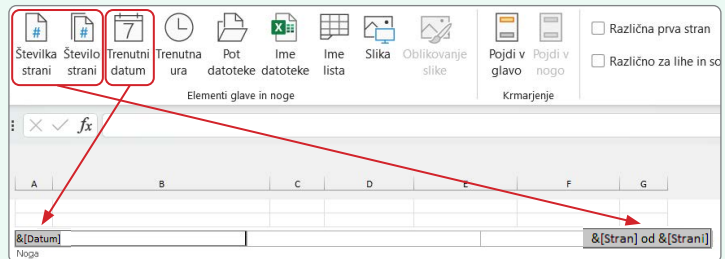 # # 7
Številka Število Trenutni Trenutna Pot Ime Ime Slika Oblikovanje Pojdi v Pojdi v
strani strani datum ura datoteke datoteke lista slike glavo nogo
Različna prva stran
Različno za lihe in so
Elementi glave in noge Krmarjenje
fx
A B C D E F G
&[Datum] &[Stran] od &[Strani]
Noga